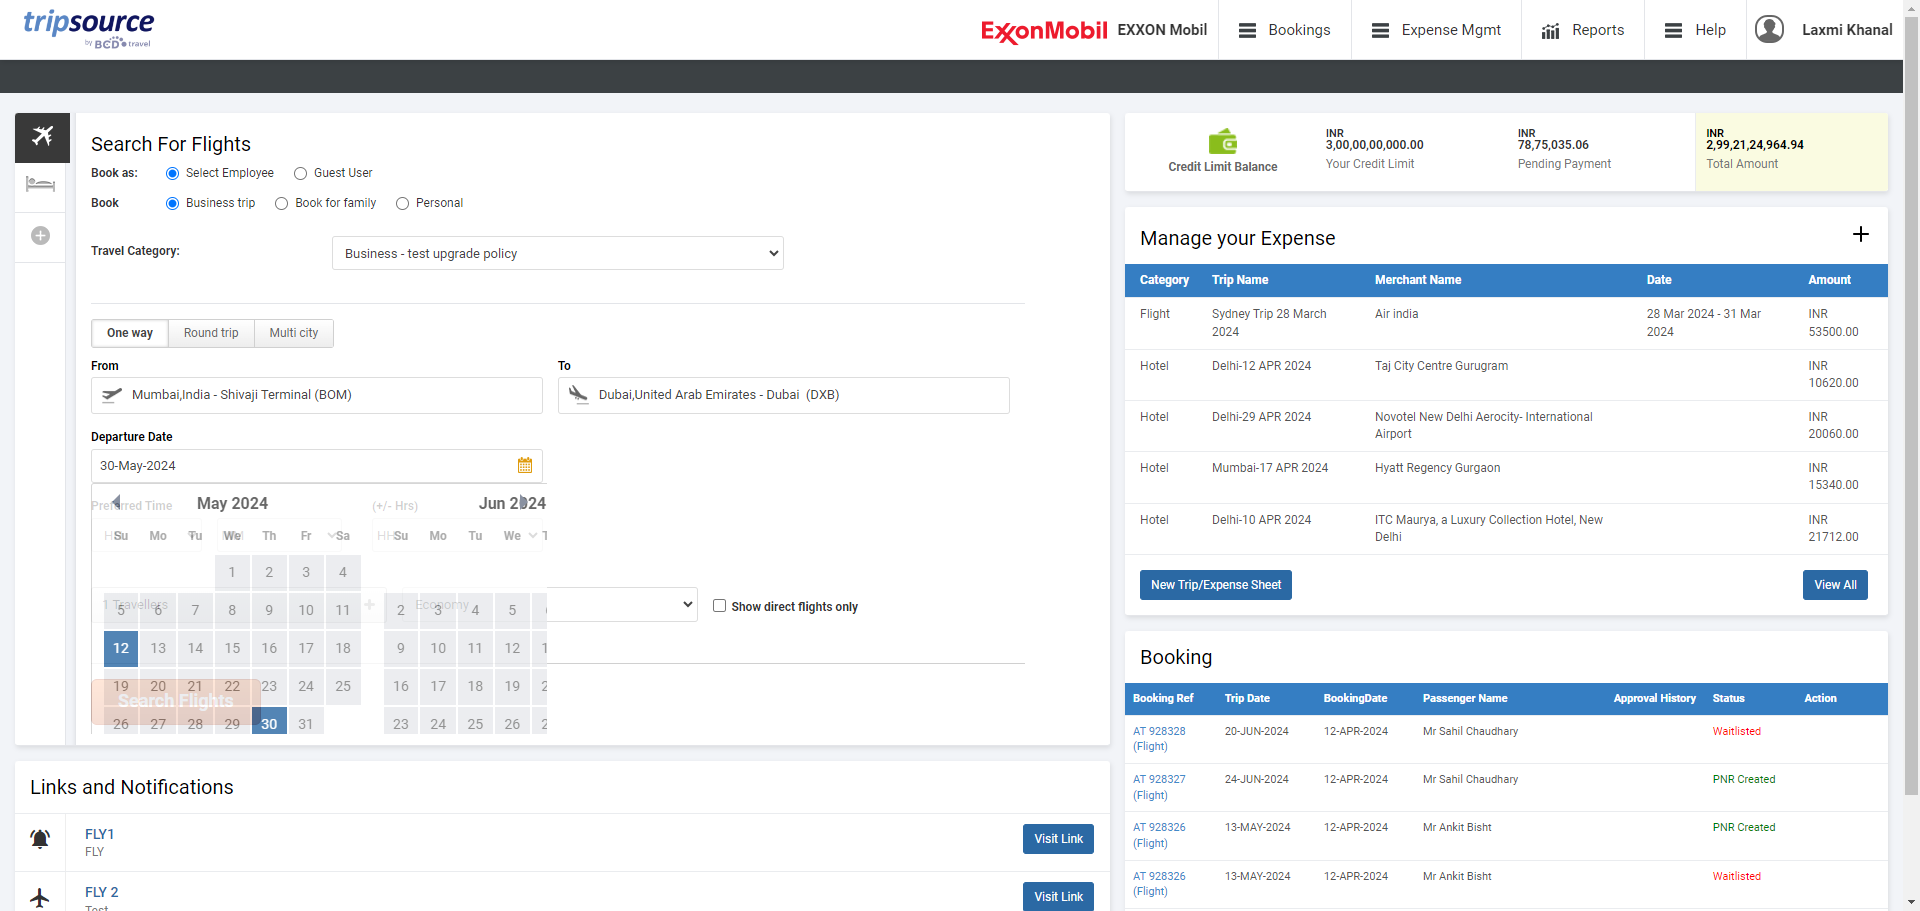 tripsource
by BCD travel
ExxonMobil EXXON Mobil Bookings Expense Mgmt Reports Help Laxmi Khanal
Search For Flights
Book as: Select Employee Guest User
Book Business trip Book for family Personal
Travel Category: Business - test upgrade policy
One way Round trip Multi city
From To
Mumbai,India - Shivaji Terminal (BOM) Dubai,United Arab Emirates - Dubai (DXB)
Departure Date
30-May-2024
Preferred Time May 2024 (+/- Hrs) Jun 2024
Su Mo Tu We Th Fr Sa Su Mo Tu We
1 2 3 4
1 Travellers Economy Show direct flights only
5 6 7 8 9 10 11 2 3 4 5
12 13 14 15 16 17 18 9 10 11 12
19 20 21 22 23 24 25 16 17 18 19
Search Flights
26 27 28 29 30 31 23 24 25 26
Links and Notifications
FLY1
FLY
Visit Link
FLY 2
Test
Visit Link
Credit Limit Balance
INR
3,00,00,00,000.00
Your Credit Limit
INR
78,75,035.06
Pending Payment
INR
2,99,21,24,964.94
Total Amount
Manage your Expense
Category Trip Name Merchant Name Date Amount
Flight Sydney Trip 28 March 2024 Air india 28 Mar 2024 - 31 Mar 2024 INR 53500.00
Hotel Delhi-12 APR 2024 Taj City Centre Gurugram INR 10620.00
Hotel Delhi-29 APR 2024 Novotel New Delhi Aerocity- International Airport INR 20060.00
Hotel Mumbai-17 APR 2024 Hyatt Regency Gurgaon INR 15340.00
Hotel Delhi-10 APR 2024 ITC Maurya, a Luxury Collection Hotel, New Delhi INR 21712.00
New Trip/Expense Sheet View All
Booking
Booking Ref Trip Date BookingDate Passenger Name Approval History Status Action
AT 928328 (Flight) 20-JUN-2024 12-APR-2024 Mr Sahil Chaudhary Waitlisted
AT 928327 (Flight) 24-JUN-2024 12-APR-2024 Mr Sahil Chaudhary PNR Created
AT 928326 (Flight) 13-MAY-2024 12-APR-2024 Mr Ankit Bisht PNR Created
AT 928326 (Flight) 13-MAY-2024 12-APR-2024 Mr Ankit Bisht Waitlisted